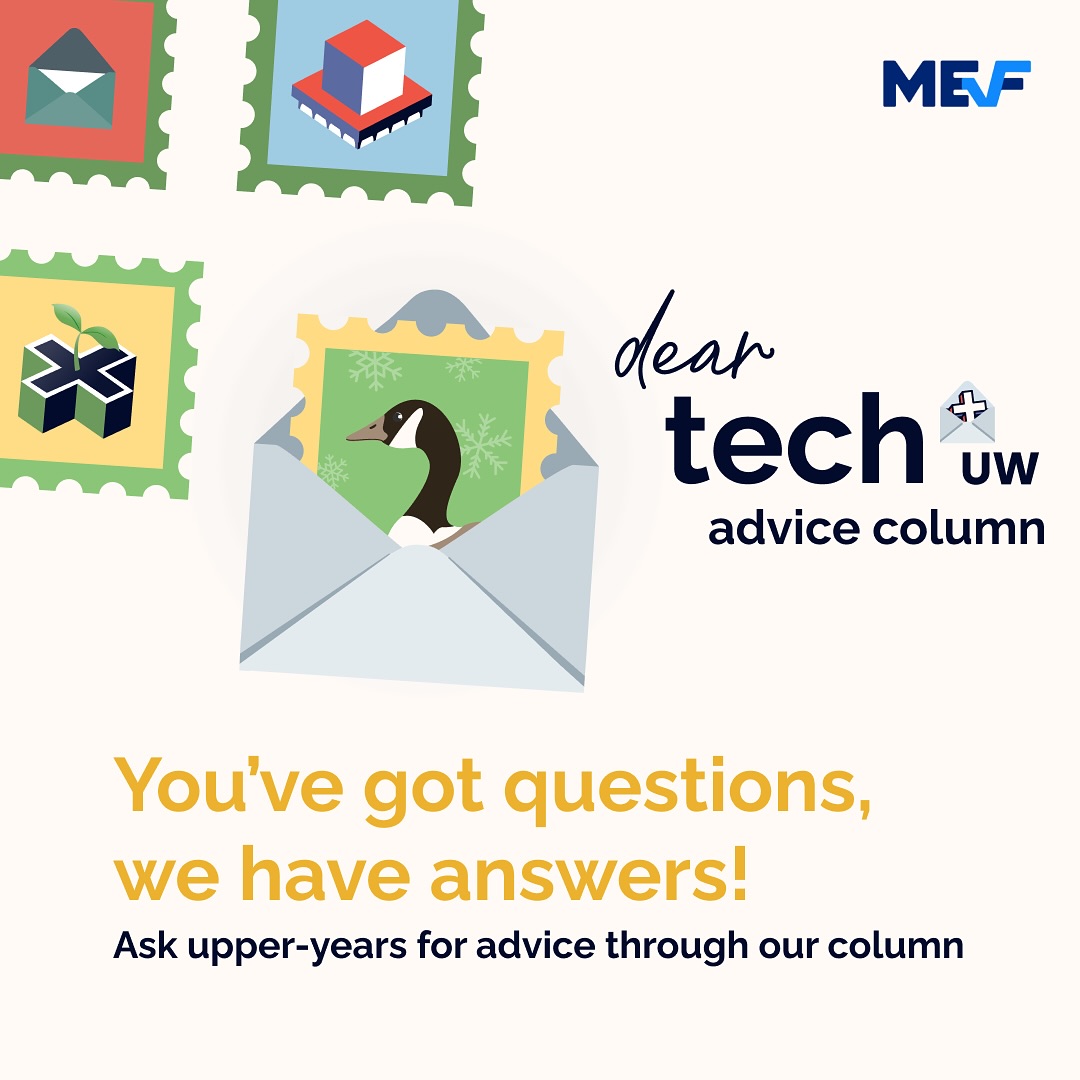 MEF
dear
tech
UW
advice column
You've got questions,
we have answers!
Ask upper-years for advice through our column